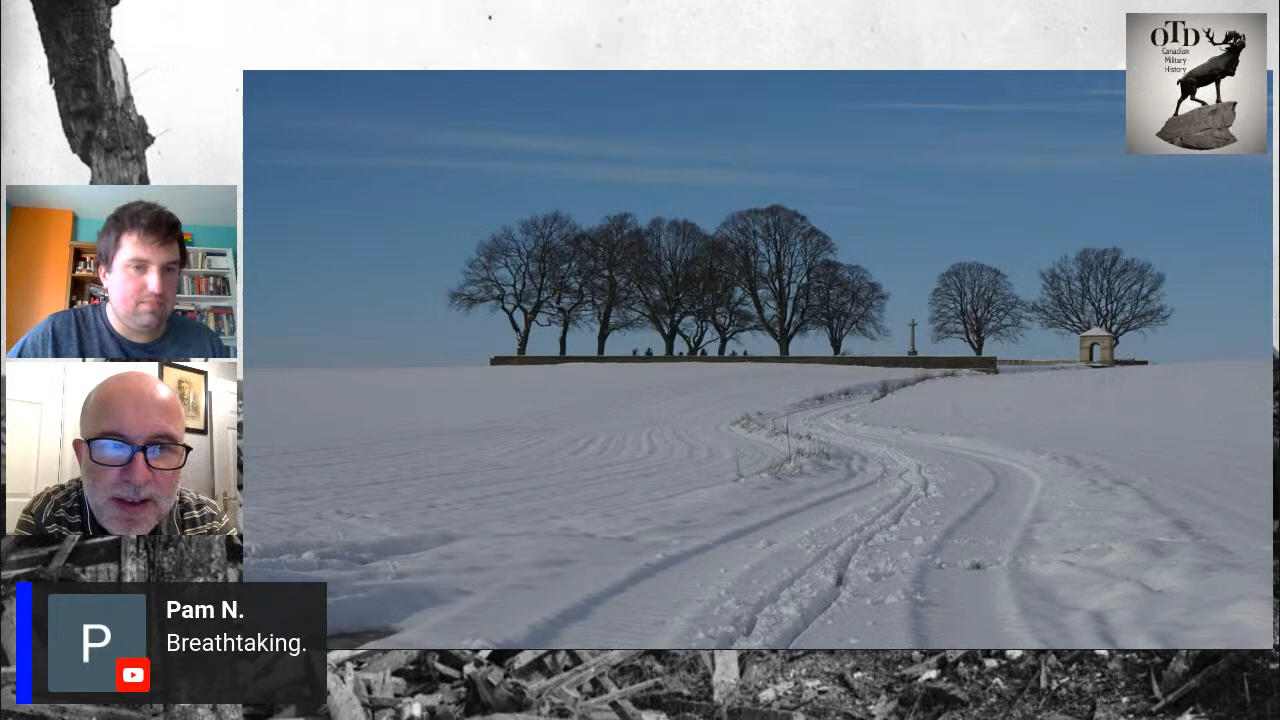 OTD
Canadian
Military
History
Pam N.
P
Breathtaking.